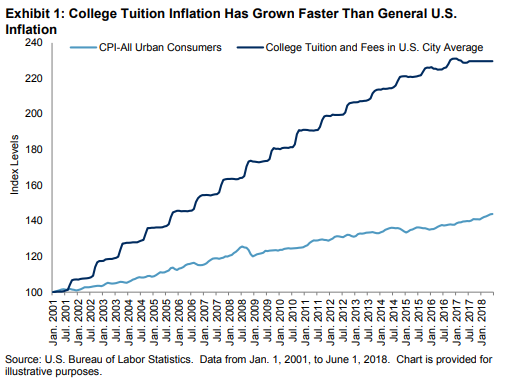 Exhibit 1: College Tuition Inflation Has Grown Faster Than General U.S.
Inflation
CPI-All Urban Consumers
College Tuition and Fees in U.S. City Average
Index Levels
240
220
200
180
160
140
120
100
Jan. 2001
Jul. 2001
Jan. 2002
Jul. 2002
Jan. 2003
Jul. 2003
Jan. 2004
Jul. 2004
Jan. 2005
Jul. 2005
Jan. 2006
Jul. 2006
Jan. 2007
Jul. 2007
Jan. 2008
Jul. 2008
Jan. 2009
Jul. 2009
Jan. 2010
Jul. 2010
Jan. 2011
Jul. 2011
Jan. 2012
Jul. 2012
Jan. 2013
Jul. 2013
Jan. 2014
Jul. 2014
Jan. 2015
Jul. 2015
Jan. 2016
Jul. 2016
Jan. 2017
Jul. 2017
Jan. 2018
Source: U.S. Bureau of Labor Statistics.  Data from Jan. 1, 2001, to June 1, 2018.  Chart is provided for
illustrative purposes.